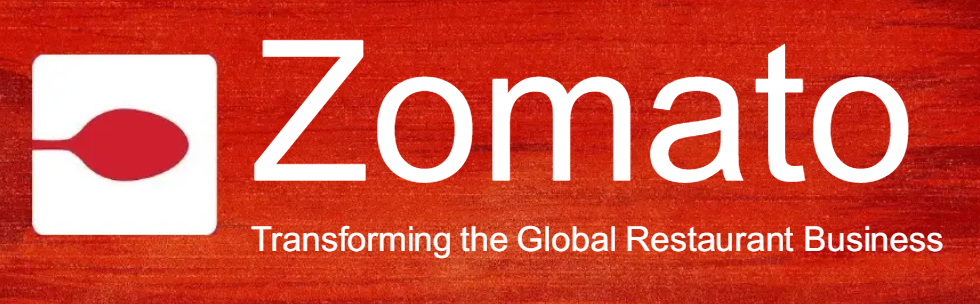 Zomato
Transforming the Global Restaurant Business